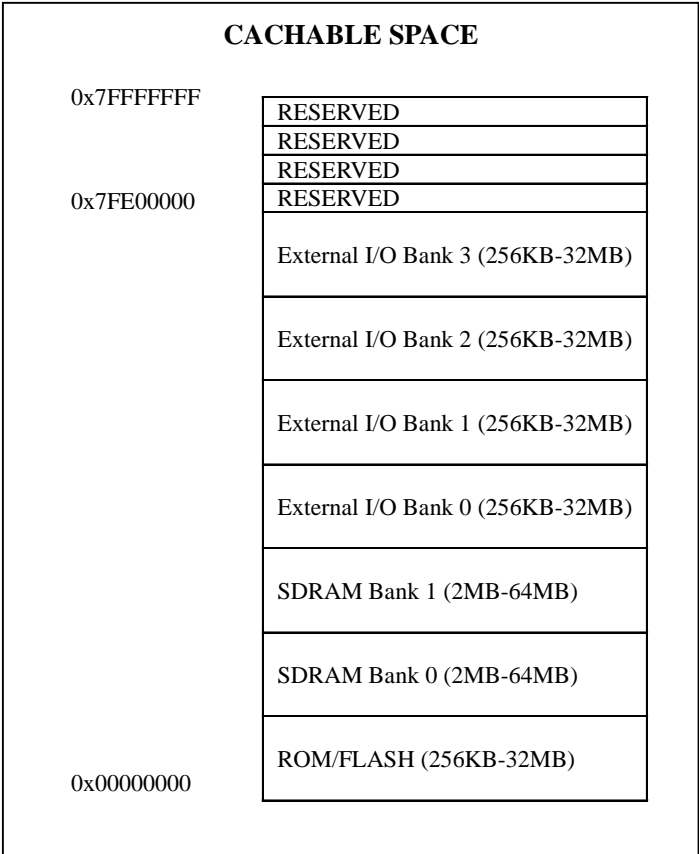 CACHABLE SPACE
0x7FFFFFFF
RESERVED
RESERVED
RESERVED
0x7FE00000
RESERVED
External I/O Bank 3 (256KB-32MB)
External I/O Bank 2 (256KB-32MB)
External I/O Bank 1 (256KB-32MB)
External I/O Bank 0 (256KB-32MB)
SDRAM Bank 1 (2MB-64MB)
SDRAM Bank 0 (2MB-64MB)
ROM/FLASH (256KB-32MB)
0x00000000